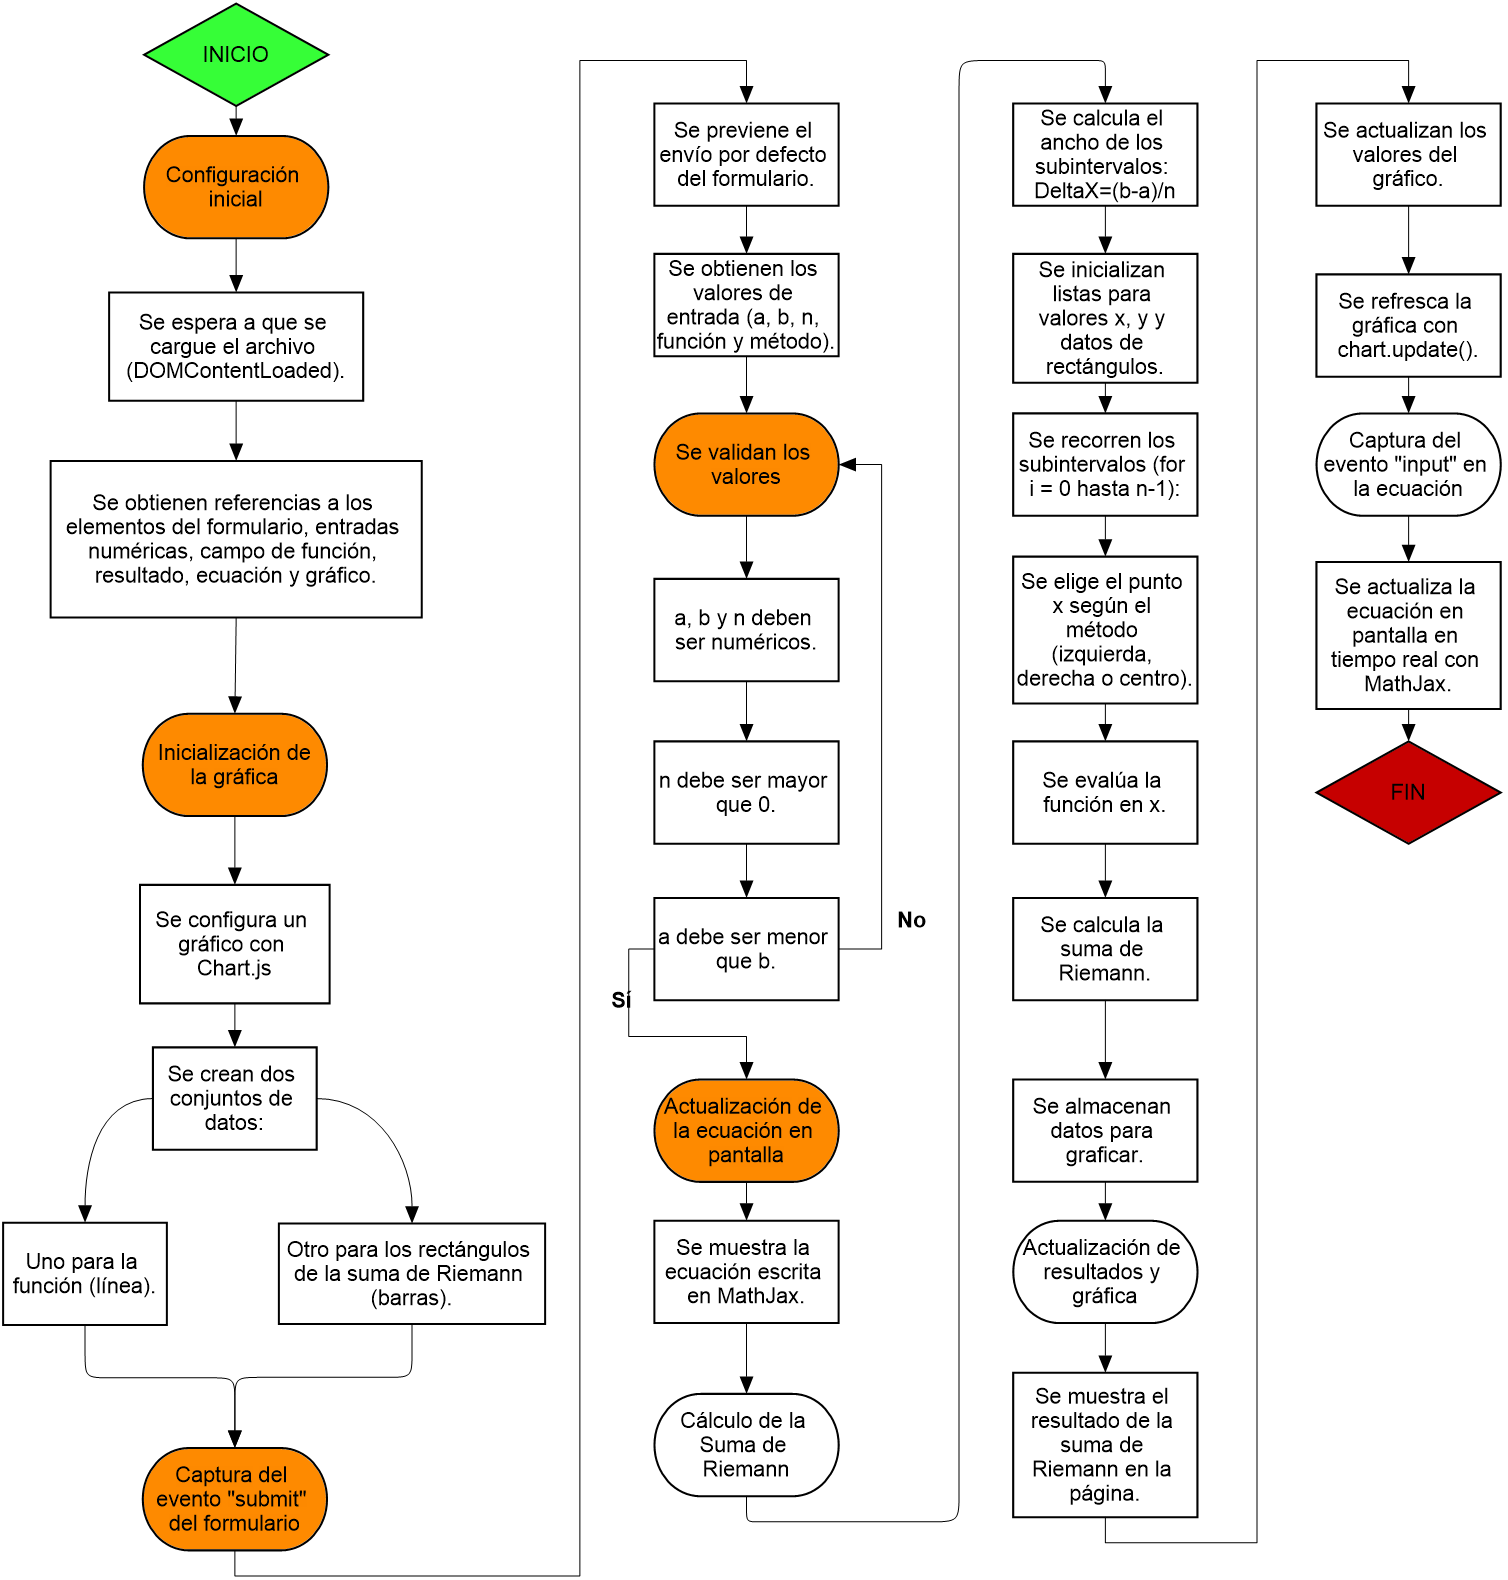 INICIO
Configuración
inicial
Se espera a que se
cargue el archivo
(DOMContentLoaded).
Se obtienen referencias a los
elementos del formulario, entradas
numéricas, campo de función,
resultado, ecuación y gráfico.
Inicialización de
la gráfica
Se configura un
gráfico con
Chart.js
Se crean dos
conjuntos de
datos:
Uno para la
función (línea).
Otro para los rectángulos
de la suma de Riemann
(barras).
Captura del
evento "submit"
del formulario
Se previene el
envío por defecto
del formulario.
Se obtienen los
valores de
entrada (a, b, n,
función y método).
Se validan los
valores
a, b y n deben
ser numéricos.
n debe ser mayor
que 0.
a debe ser menor
que b.
No
Sí
Actualización de
la ecuación en
pantalla
Se muestra la
ecuación escrita
en MathJax.
Cálculo de la
Suma de
Riemann
Se calcula el
ancho de los
subintervalos:
DeltaX=(b-a)/n
Se inicializan
listas para
valores x, y y
datos de
rectángulos.
Se recorren los
subintervalos (for
i = 0 hasta n-1):
Se elige el punto
x según el
método
(izquierda,
derecha o centro).
Se evalúa la
función en x.
Se calcula la
suma de
Riemann.
Se almacenan
datos para
graficar.
Actualización de
resultados y
gráfica
Se muestra el
resultado de la
suma de
Riemann en la
página.
Se actualizan los
valores del
gráfico.
Se refresca la
gráfica con
chart.update().
Captura del
evento "input" en
la ecuación
Se actualiza la
ecuación en
pantalla en
tiempo real con
MathJax.
FIN